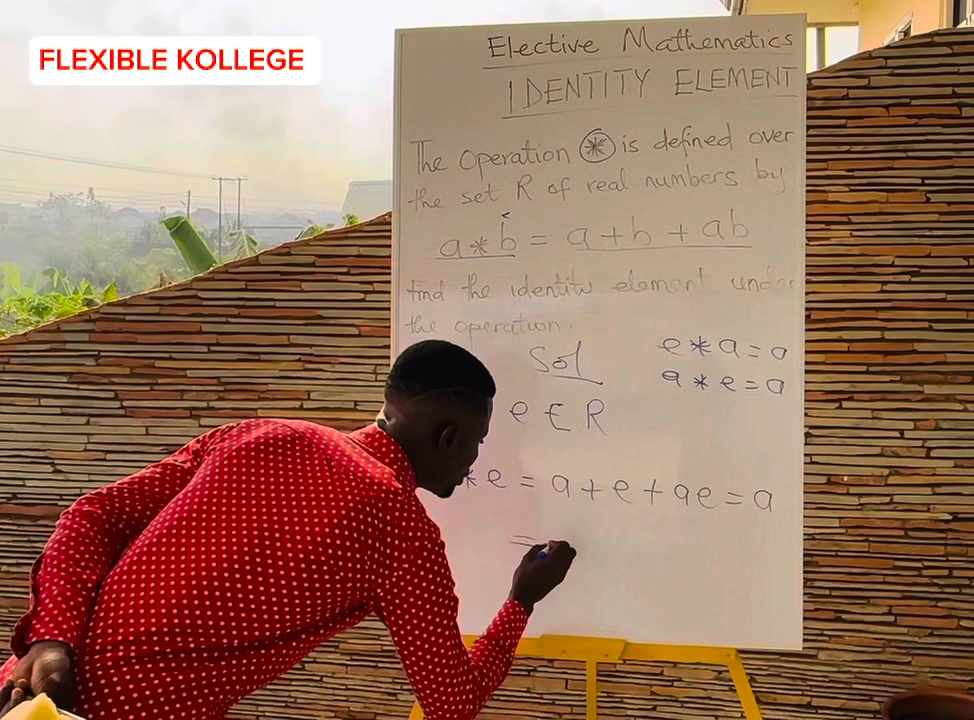 FLEXIBLE KOLLEGE
Elective Mathematics
IDENTITY ELEMENT
The operation * is defined over
the set R of real numbers by
a * b = a + b + ab
find the identity element under
the operation.
Sol
e * a = a
a * e = a
e ∈ R
* e = a + e + ae = a
=